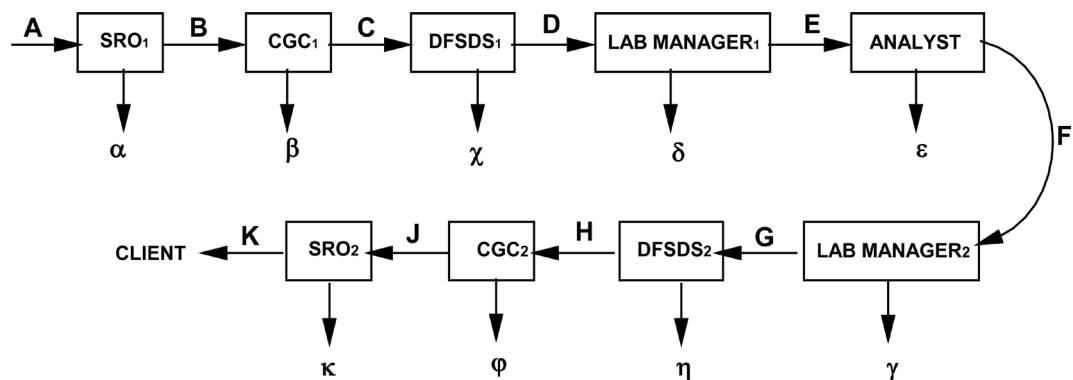 A SRO1 B CGC1 C DFSDS1 D LAB MANAGER1 E ANALYST
α β χ δ ε
F
CLIENT K SRO2 J CGC2 H DFSDS2 G LAB MANAGER2
κ φ η γ